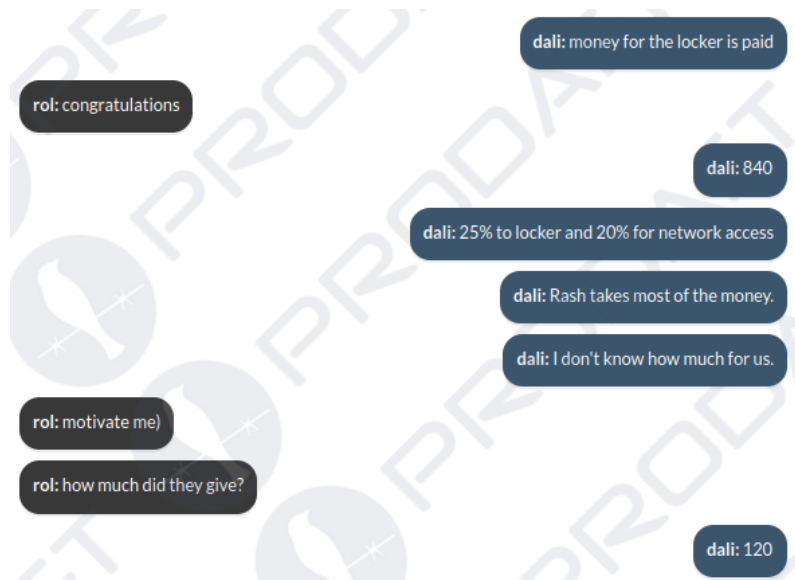 dali: money for the locker is paid
rol: congratulations
dali: 840
dali: 25% to locker and 20% for network access
dali: Rash takes most of the money.
dali: I don't know how much for us.
rol: motivate me)
rol: how much did they give?
dali: 120
PRODAFT